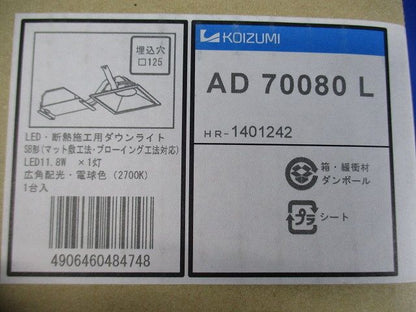 埋込穴
□125
LED・断熱施工用ダウンライト
SB形(マット敷工法・ブローイング工法対応)
LED11.8W ×1灯
広角配光・電球色 (2700K)
1台入
4906460484748
KOIZUMI
AD 70080 L
HR-1401242
箱・緩衝材
ダンボール
プラ
シート